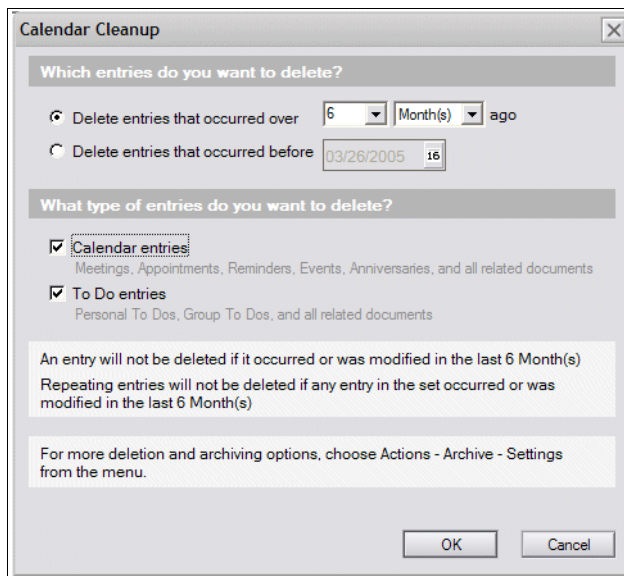 Calendar Cleanup
Which entries do you want to delete?
Delete entries that occurred over 6 Month(s) ago
Delete entries that occurred before 03/26/2005 16
What type of entries do you want to delete?
Calendar entries
Meetings, Appointments, Reminders, Events, Anniversaries, and all related documents
To Do entries
Personal To Dos, Group To Dos, and all related documents
An entry will not be deleted if it occurred or was modified in the last 6 Month(s)
Repeating entries will not be deleted if any entry in the set occurred or was
modified in the last 6 Month(s)
For more deletion and archiving options, choose Actions - Archive - Settings
from the menu.
OK Cancel